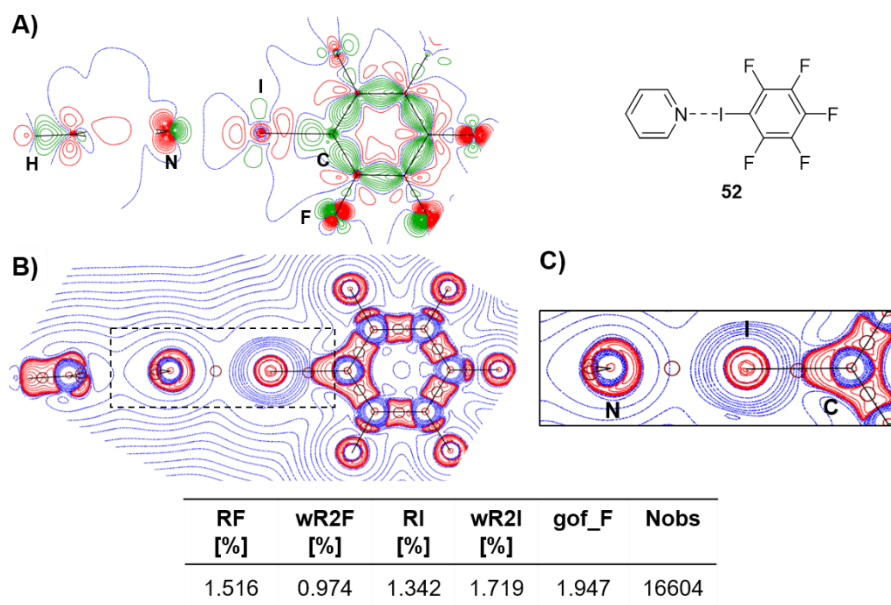 A)
I
H
N
C
F
F
F
N
I
F
F
F
52
B)
C)
I
N
C
RF wR2F RI wR2I gof_F Nobs
[%] [%] [%] [%]
1.516 0.974 1.342 1.719 1.947 16604